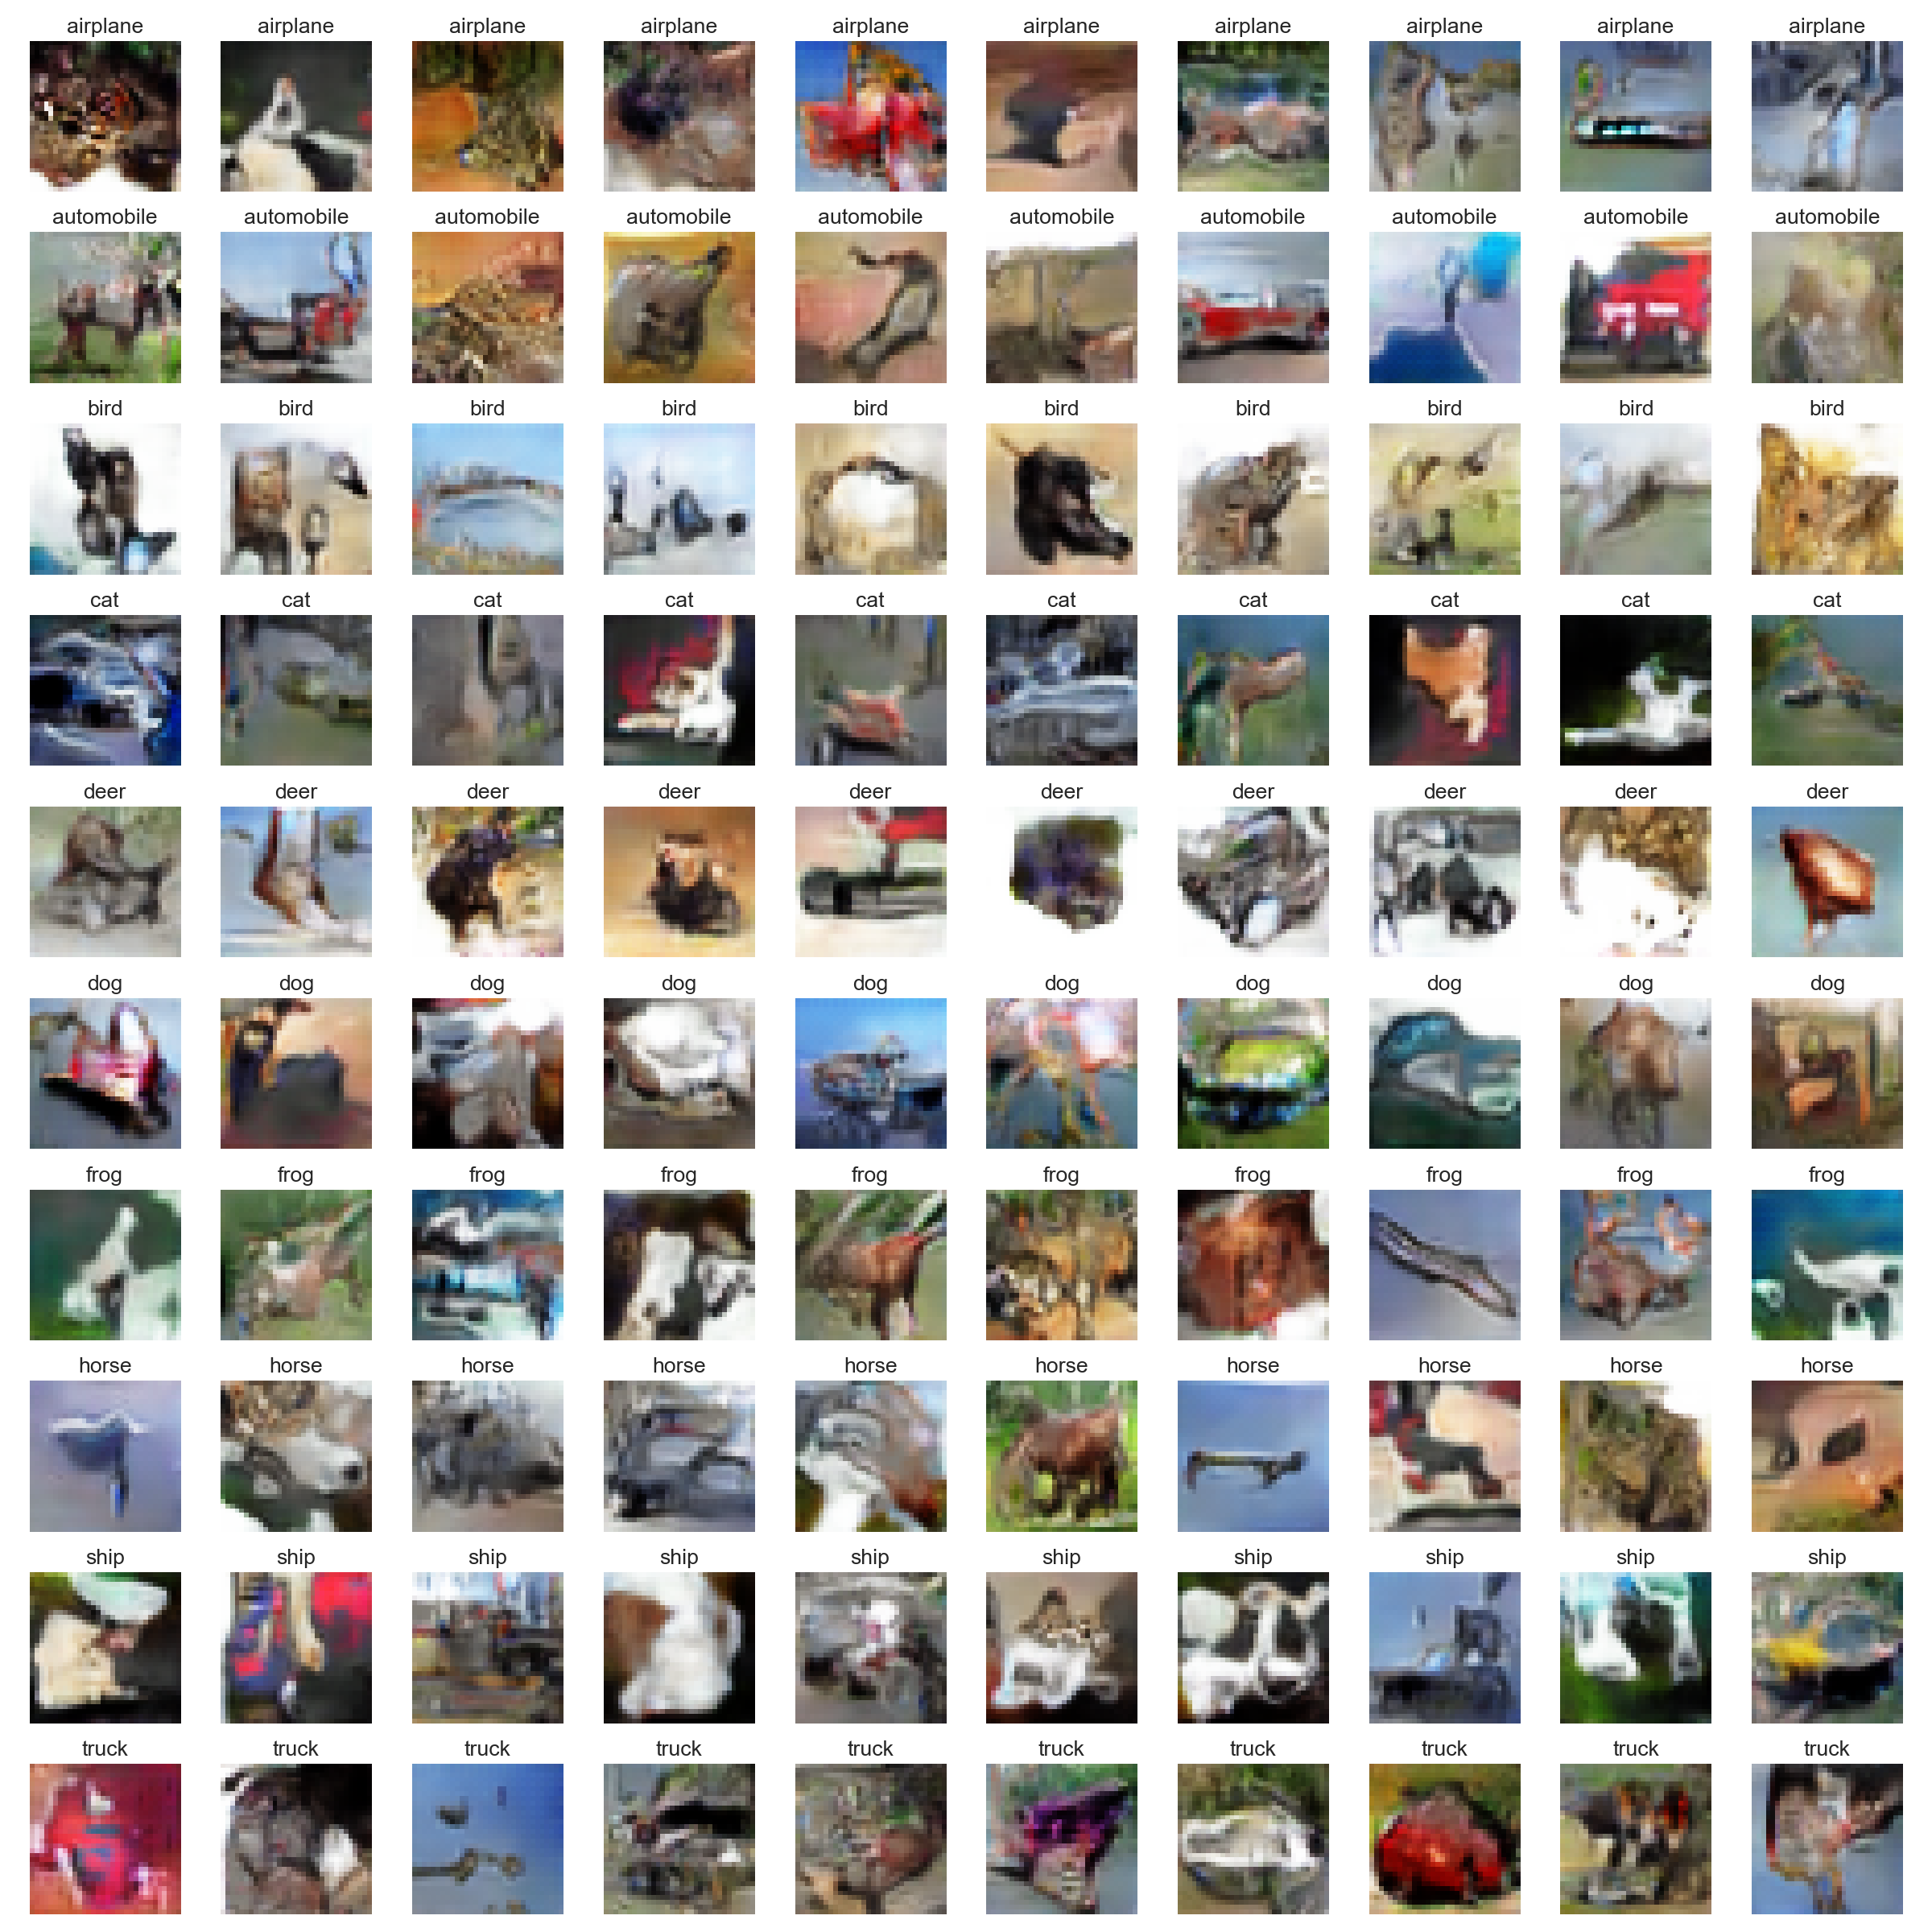 airplane airplane airplane airplane airplane airplane airplane airplane airplane airplane
automobile automobile automobile automobile automobile automobile automobile automobile automobile automobile
bird bird bird bird bird bird bird bird bird bird
cat cat cat cat cat cat cat cat cat cat
deer deer deer deer deer deer deer deer deer deer
dog dog dog dog dog dog dog dog dog dog
frog frog frog frog frog frog frog frog frog frog
horse horse horse horse horse horse horse horse horse horse
ship ship ship ship ship ship ship ship ship ship
truck truck truck truck truck truck truck truck truck truck